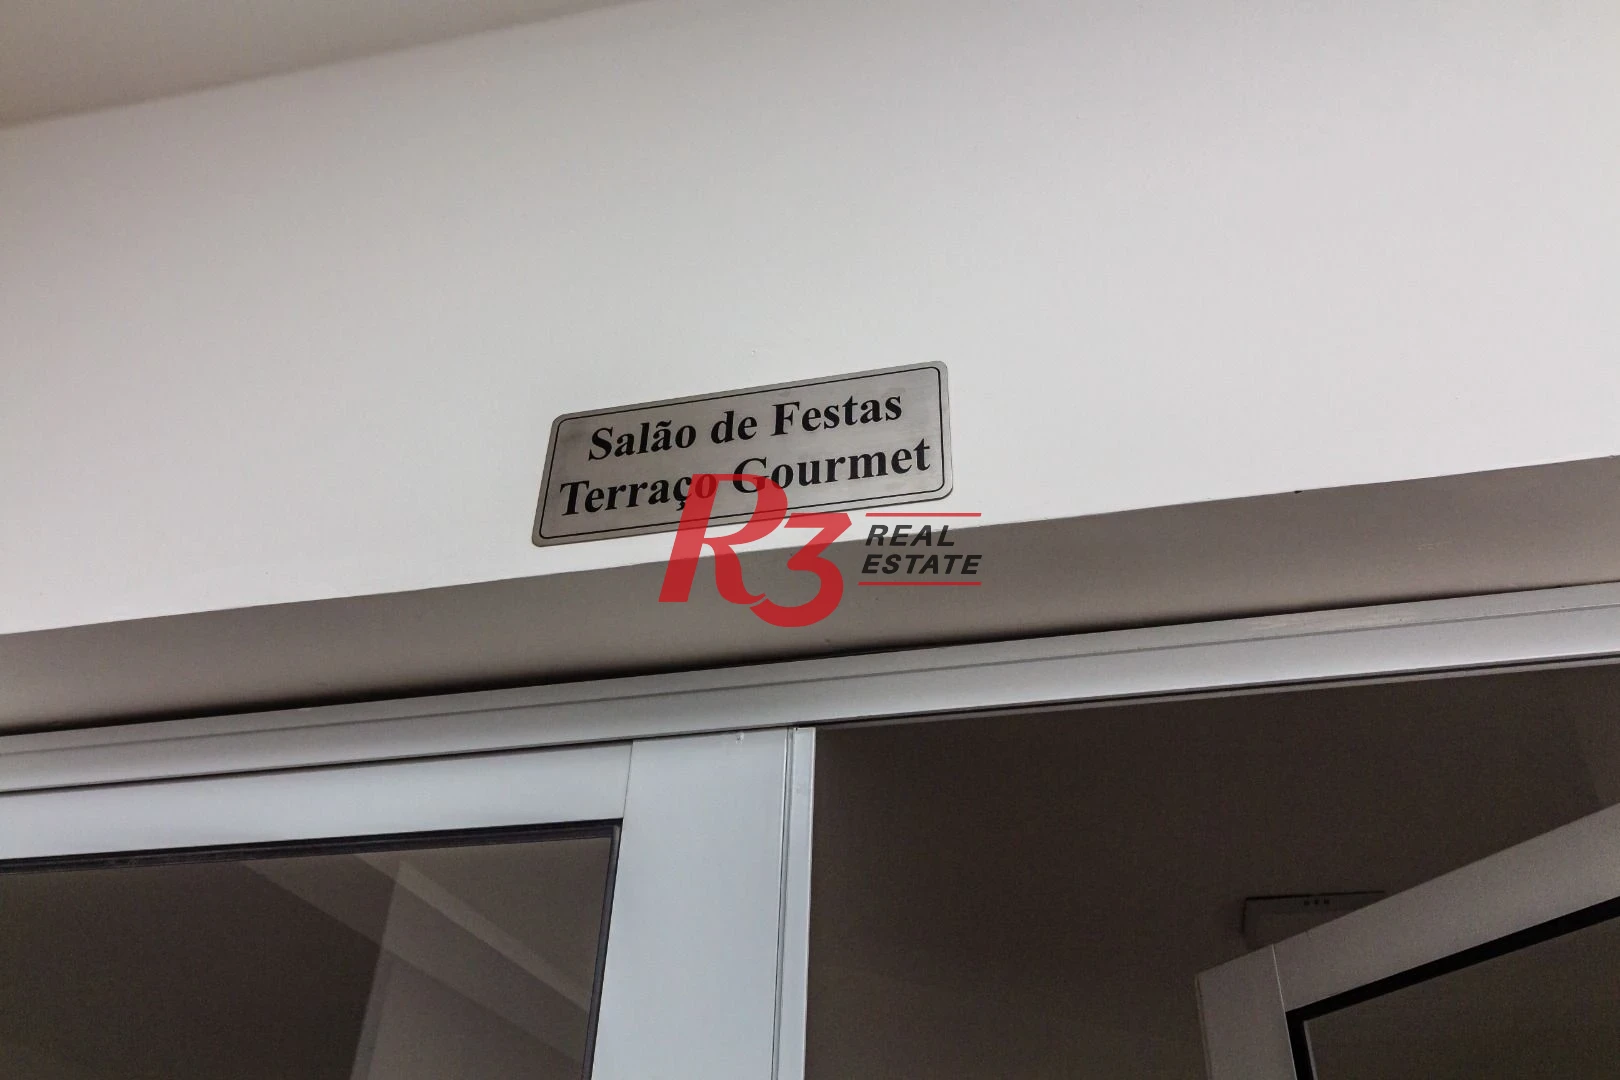 Salão de Festas
Terraço Gourmet
R3 REAL
ESTATE